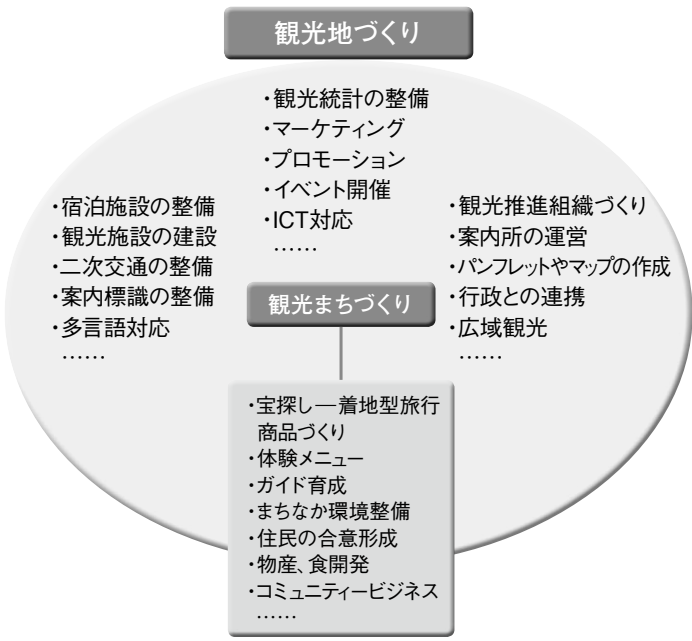 観光地づくり
・観光統計の整備
・マーケティング
・プロモーション
・イベント開催
・ICT対応
……
・宿泊施設の整備
・観光施設の建設
・二次交通の整備
・案内標識の整備
・多言語対応
……
・観光推進組織づくり
・案内所の運営
・パンフレットやマップの作成
・行政との連携
・広域観光
……
観光まちづくり
・宝探し―着地型旅行
商品づくり
・体験メニュー
・ガイド育成
・まちなか環境整備
・住民の合意形成
・物産、食開発
・コミュニティービジネス
……